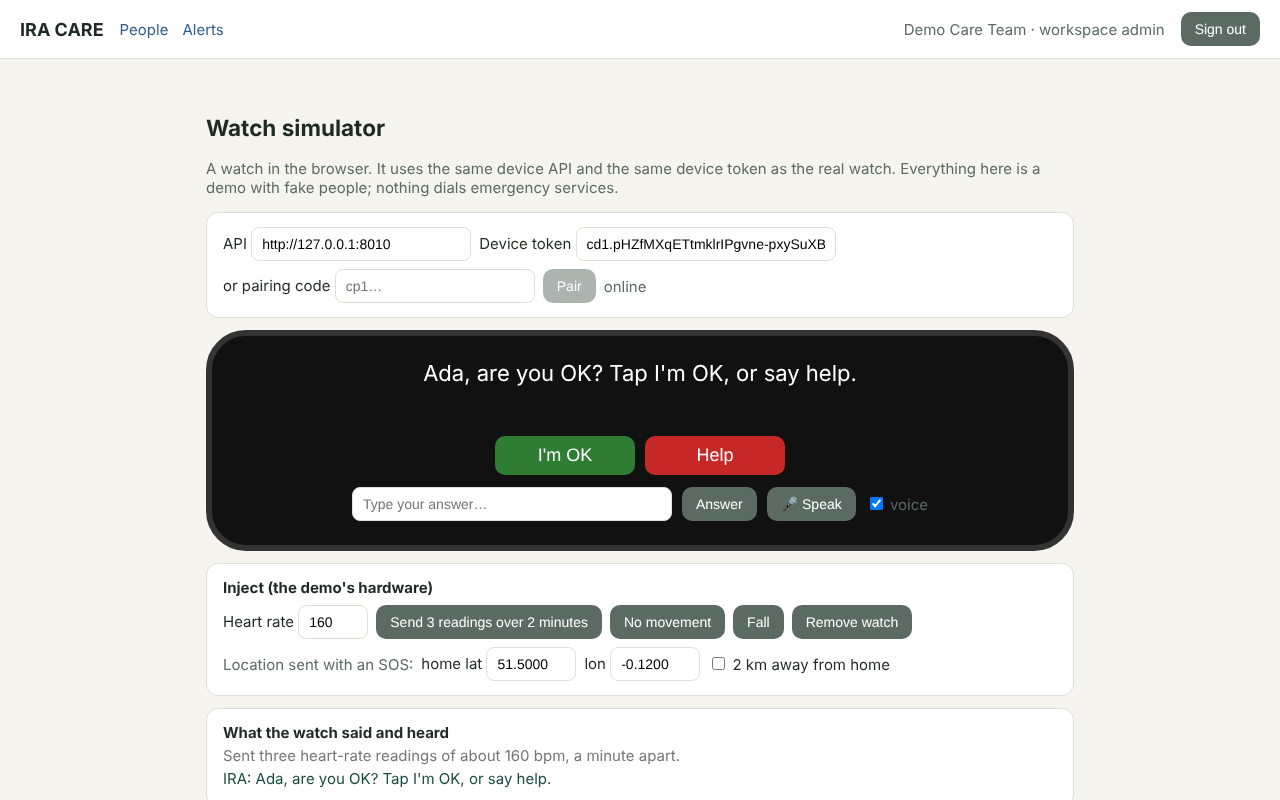 IRA CARE People Alerts Demo Care Team · workspace admin Sign out
Watch simulator
A watch in the browser. It uses the same device API and the same device token as the real watch. Everything here is a
demo with fake people; nothing dials emergency services.
API http://127.0.0.1:8010 Device token cd1.pHZfMXqETtmklrIPgvne-pxySuXB
or pairing code cp1… Pair online
Ada, are you OK? Tap I'm OK, or say help.
I'm OK Help
Type your answer… Answer 🎤 Speak voice
Inject (the demo's hardware)
Heart rate 160 Send 3 readings over 2 minutes No movement Fall Remove watch
Location sent with an SOS: home lat 51.5000 lon -0.1200 2 km away from home
What the watch said and heard
Sent three heart-rate readings of about 160 bpm, a minute apart.
IRA: Ada, are you OK? Tap I'm OK, or say help.